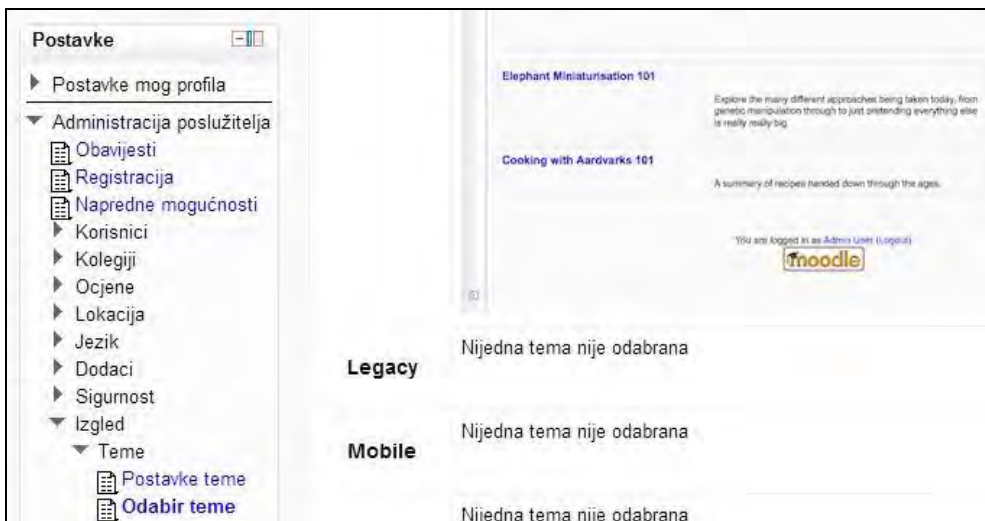 Postavke
Postavke mog profila
Administracija poslužitelja
Obavijesti
Registracija
Napredne mogućnosti
Korisnici
Kolegiji
Ocjene
Lokacija
Jezik
Dodaci
Sigurnost
Izgled
Teme
Postavke teme
Odabir teme
Elephant Miniaturisation 101
Explore the many different approaches being taken today, from
genetic manipulation through to just pretending everything else
is really really big.
Cooking with Aardvarks 101
A summary of recipes handed down through the ages.
You are logged in as Admin User (Logout)
moodle
Legacy
Nijedna tema nije odabrana
Mobile
Nijedna tema nije odabrana
Nijedna tema nije odabrana